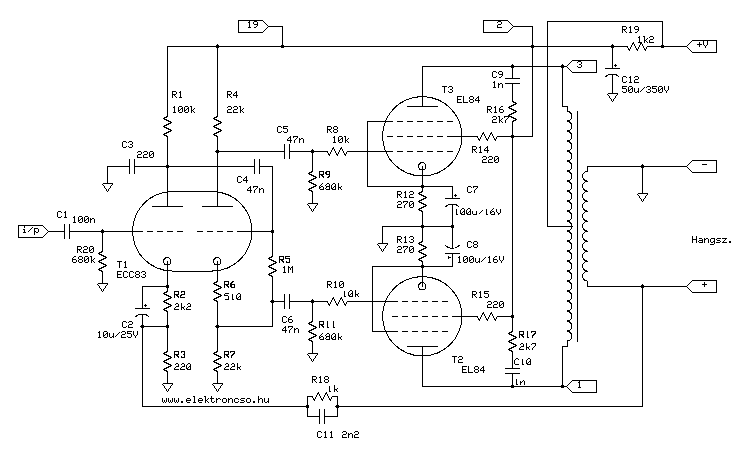 19
2
R19
1k2
+V
3
C9
1n
T3
EL84
C12
50u/350V
R1
100k
R4
22k
R16
2k7
C5
47n
R8
10k
R14
220
C3
220
C4
47n
R9
680k
R12
270
C7
100u/16V
-
C1
100n
i/p
R20
680k
T1
ECC83
R5
1M
R13
270
C8
100u/16V
Hangsz.
R2
2k2
R6
510
R10
10k
R15
220
+
C2
10u/25V
C6
47n
R11
680k
R17
2k7
R3
220
R7
22k
T2
EL84
C10
1n
1
www.elektroncso.hu
R18
1k
C11 2n2